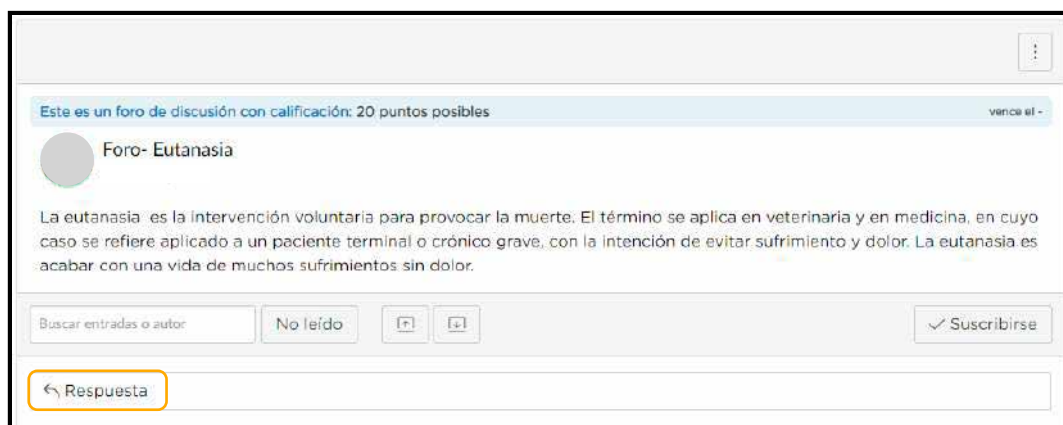 Este es un foro de discusión con calificación: 20 puntos posibles
vence el -
Foro- Eutanasia
La eutanasia es la intervención voluntaria para provocar la muerte. El término se aplica en veterinaria y en medicina, en cuyo
caso se refiere aplicado a un paciente terminal o crónico grave, con la intención de evitar sufrimiento y dolor. La eutanasia es
acabar con una vida de muchos sufrimientos sin dolor.
Buscar entradas o autor
No leído
Suscribirse
Respuesta